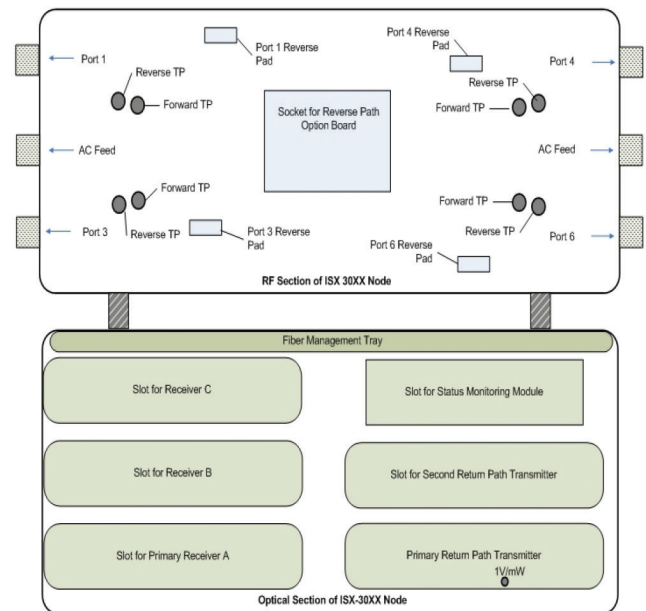 Port 1
Port 1 Reverse
Pad
Port 4 Reverse
Pad
Port 4
Reverse TP
Forward TP
Reverse TP
Forward TP
Socket for Reverse Path
Option Board
AC Feed
AC Feed
Forward TP
Reverse TP
Port 3
Port 3 Reverse
Pad
Forward TP
Reverse TP
Port 6
Port 6 Reverse
Pad
RF Section of ISX 30XX Node
Fiber Management Tray
Slot for Receiver C
Slot for Status Monitoring Module
Slot for Receiver B
Slot for Second Return Path Transmitter
Slot for Primary Receiver A
Primary Return Path Transmitter
1V/mW
Optical Section of ISX-30XX Node